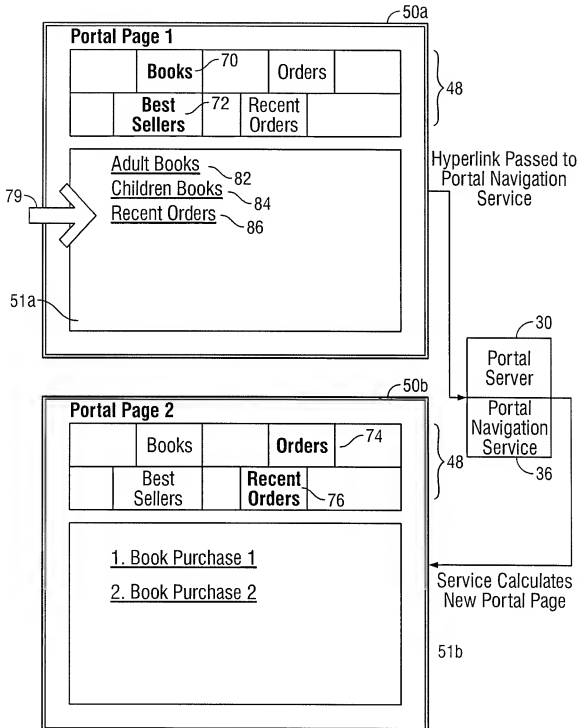 50a
Portal Page 1
Books 70 Orders
Best Sellers 72 Recent Orders
48
Adult Books 82
Children Books 84
Recent Orders 86
79
51a
Hyperlink Passed to
Portal Navigation
Service
30
Portal
Server
Portal
Navigation
Service
36
50b
Portal Page 2
Books Orders 74
Best Sellers Recent Orders 76
48
1. Book Purchase 1
2. Book Purchase 2
Service Calculates
New Portal Page
51b